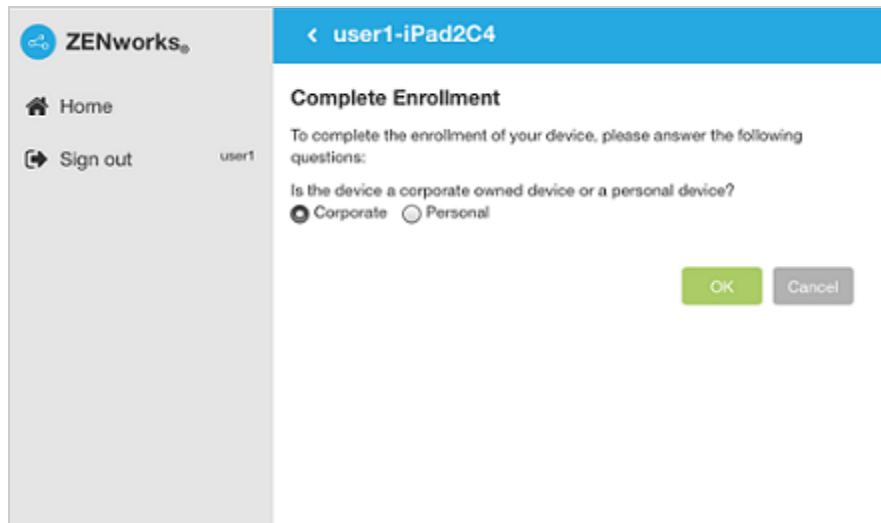 ZENworks®
Home
Sign out user1
user1-iPad2C4
Complete Enrollment
To complete the enrollment of your device, please answer the following
questions:
Is the device a corporate owned device or a personal device?
Corporate Personal
OK Cancel